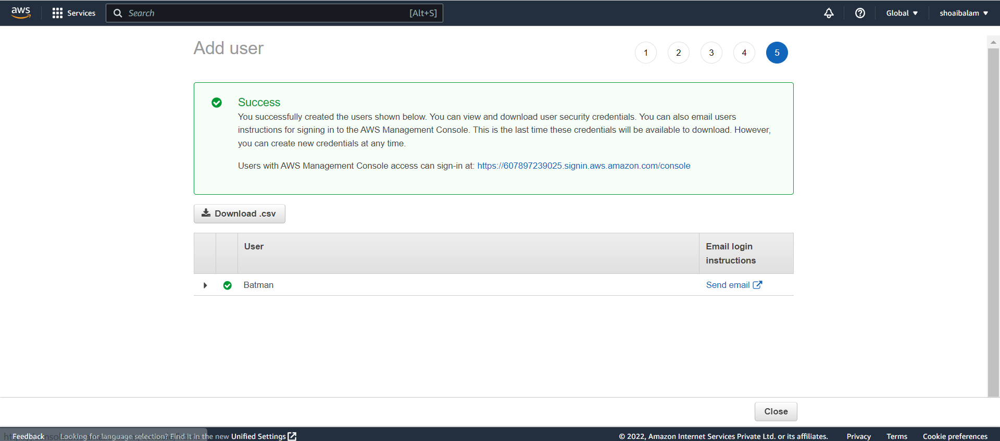 aws Services Search [Alt+S] Global shoaibalam
Add user
1 2 3 4 5
Success
You successfully created the users shown below. You can view and download user security credentials. You can also email users
instructions for signing in to the AWS Management Console. This is the last time these credentials will be available to download. However,
you can create new credentials at any time.
Users with AWS Management Console access can sign-in at: https://607897239025.signin.aws.amazon.com/console
Download .csv
User
Email login
instructions
Batman
Send email
Close
Feedback Looking for language selection? Find it in the new Unified Settings © 2022, Amazon Internet Services Private Ltd. or its affiliates. Privacy Terms Cookie preferences